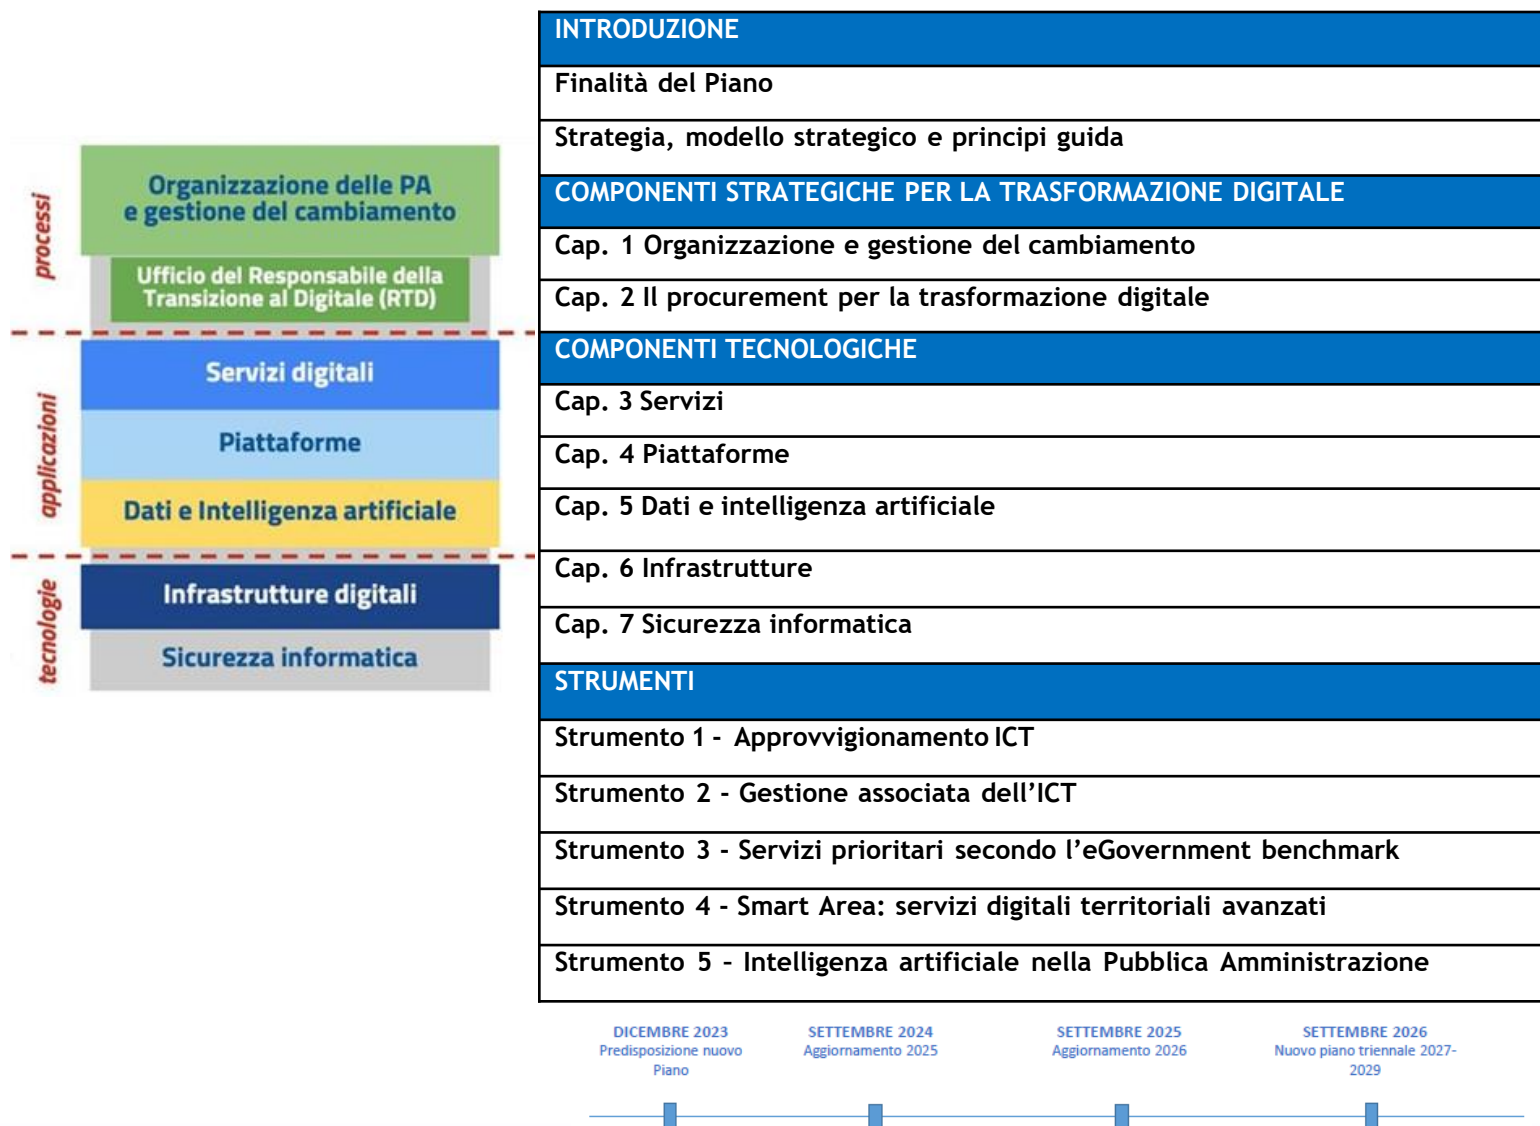 processi
Organizzazione delle PA
e gestione del cambiamento
Ufficio del Responsabile della
Transizione al Digitale (RTD)
applicazioni
Servizi digitali
Piattaforme
Dati e Intelligenza artificiale
tecnologie
Infrastrutture digitali
Sicurezza informatica
INTRODUZIONE
Finalità del Piano
Strategia, modello strategico e principi guida
COMPONENTI STRATEGICHE PER LA TRASFORMAZIONE DIGITALE
Cap. 1 Organizzazione e gestione del cambiamento
Cap. 2 Il procurement per la trasformazione digitale
COMPONENTI TECNOLOGICHE
Cap. 3 Servizi
Cap. 4 Piattaforme
Cap. 5 Dati e intelligenza artificiale
Cap. 6 Infrastrutture
Cap. 7 Sicurezza informatica
STRUMENTI
Strumento 1 - Approvvigionamento ICT
Strumento 2 - Gestione associata dell’ICT
Strumento 3 - Servizi prioritari secondo l’eGovernment benchmark
Strumento 4 - Smart Area: servizi digitali territoriali avanzati
Strumento 5 – Intelligenza artificiale nella Pubblica Amministrazione
DICEMBRE 2023
Predisposizione nuovo
Piano
SETTEMBRE 2024
Aggiornamento 2025
SETTEMBRE 2025
Aggiornamento 2026
SETTEMBRE 2026
Nuovo piano triennale 2027-
2029